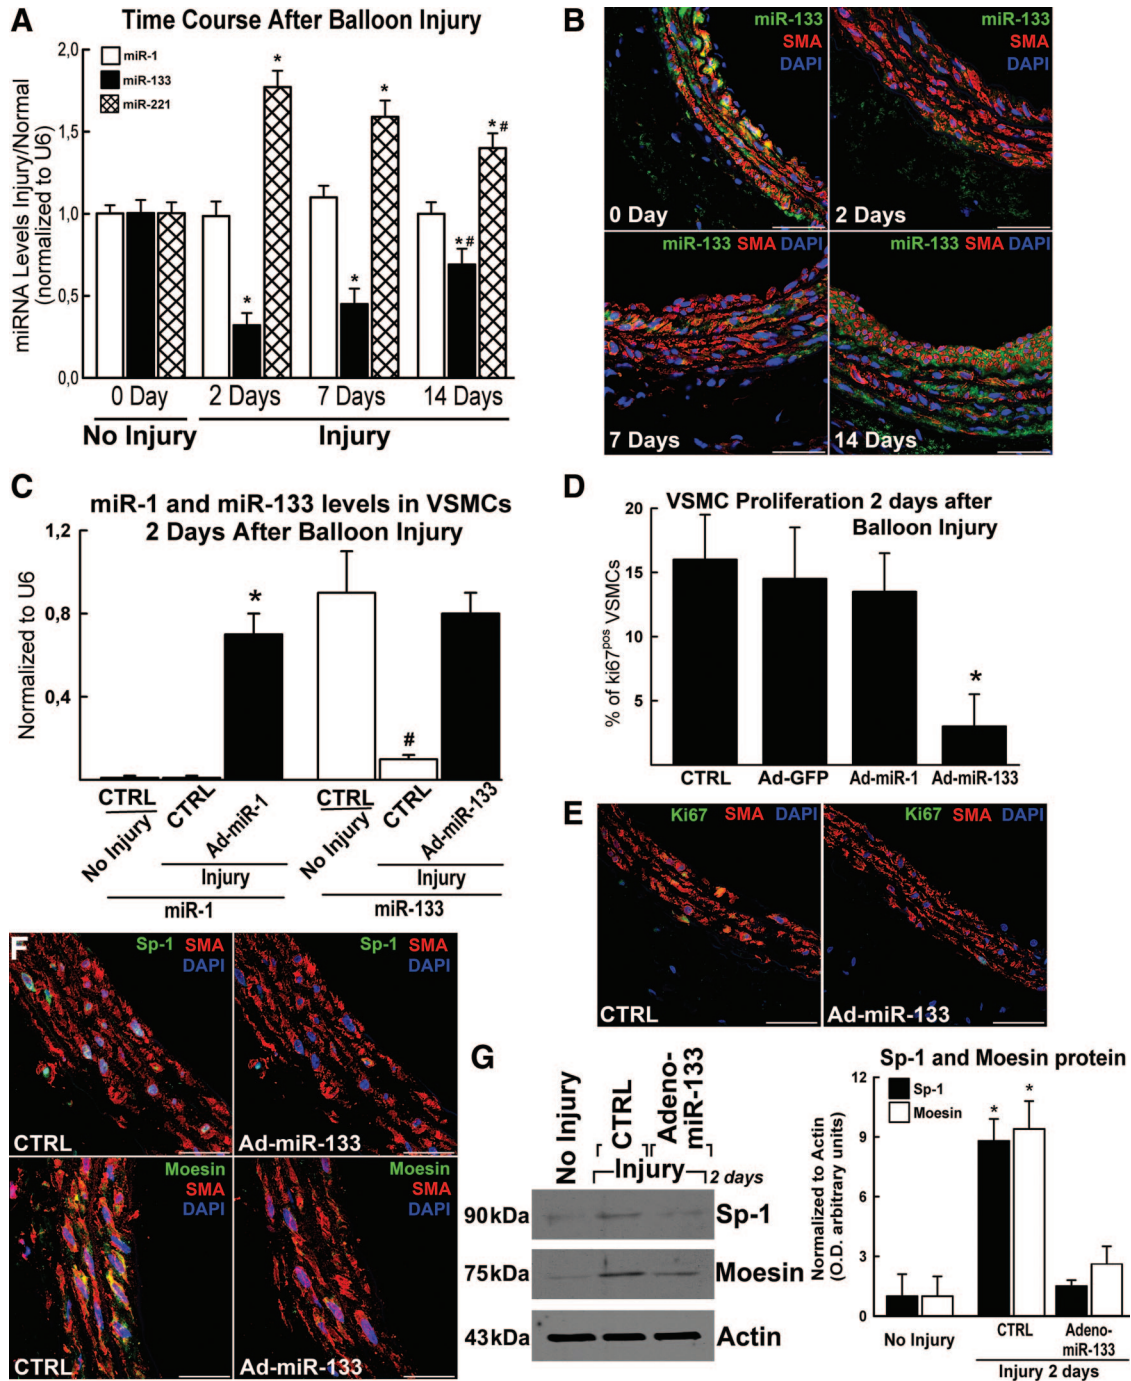 A
Time Course After Balloon Injury
miRNA Levels Injury/Normal
(normalized to U6)
2,0
1,5
1,0
0,5
0,0
miR-1
miR-133
miR-221
*
*
*
*
*#
*#
0 Day
2 Days
7 Days
14 Days
No Injury
Injury
B
miR-133
SMA
DAPI
0 Day
miR-133
SMA
DAPI
2 Days
miR-133 SMA DAPI
7 Days
miR-133 SMA DAPI
14 Days
C
miR-1 and miR-133 levels in VSMCs
2 Days After Balloon Injury
Normalized to U6
1,2
0,8
0,4
*
#
CTRL
No Injury
CTRL
Ad-miR-1
Injury
miR-1
CTRL
No Injury
CTRL
Ad-miR-133
Injury
miR-133
D
VSMC Proliferation 2 days after
Balloon Injury
% of ki67pos VSMCs
20
15
10
5
*
CTRL
Ad-GFP
Ad-miR-1
Ad-miR-133
E
Ki67 SMA DAPI
CTRL
Ki67 SMA DAPI
Ad-miR-133
F
Sp-1 SMA
DAPI
CTRL
Sp-1 SMA
DAPI
Ad-miR-133
Moesin
SMA
DAPI
CTRL
Moesin
SMA
DAPI
Ad-miR-133
G
No Injury
CTRL
Adeno-
miR-133
Injury
2 days
90kDa
Sp-1
75kDa
Moesin
43kDa
Actin
Sp-1 and Moesin protein
Normalized to Actin
(O.D. arbitrary units)
12
9
6
3
0
Sp-1
Moesin
*
*
No Injury
CTRL
Adeno-
miR-133
Injury 2 days